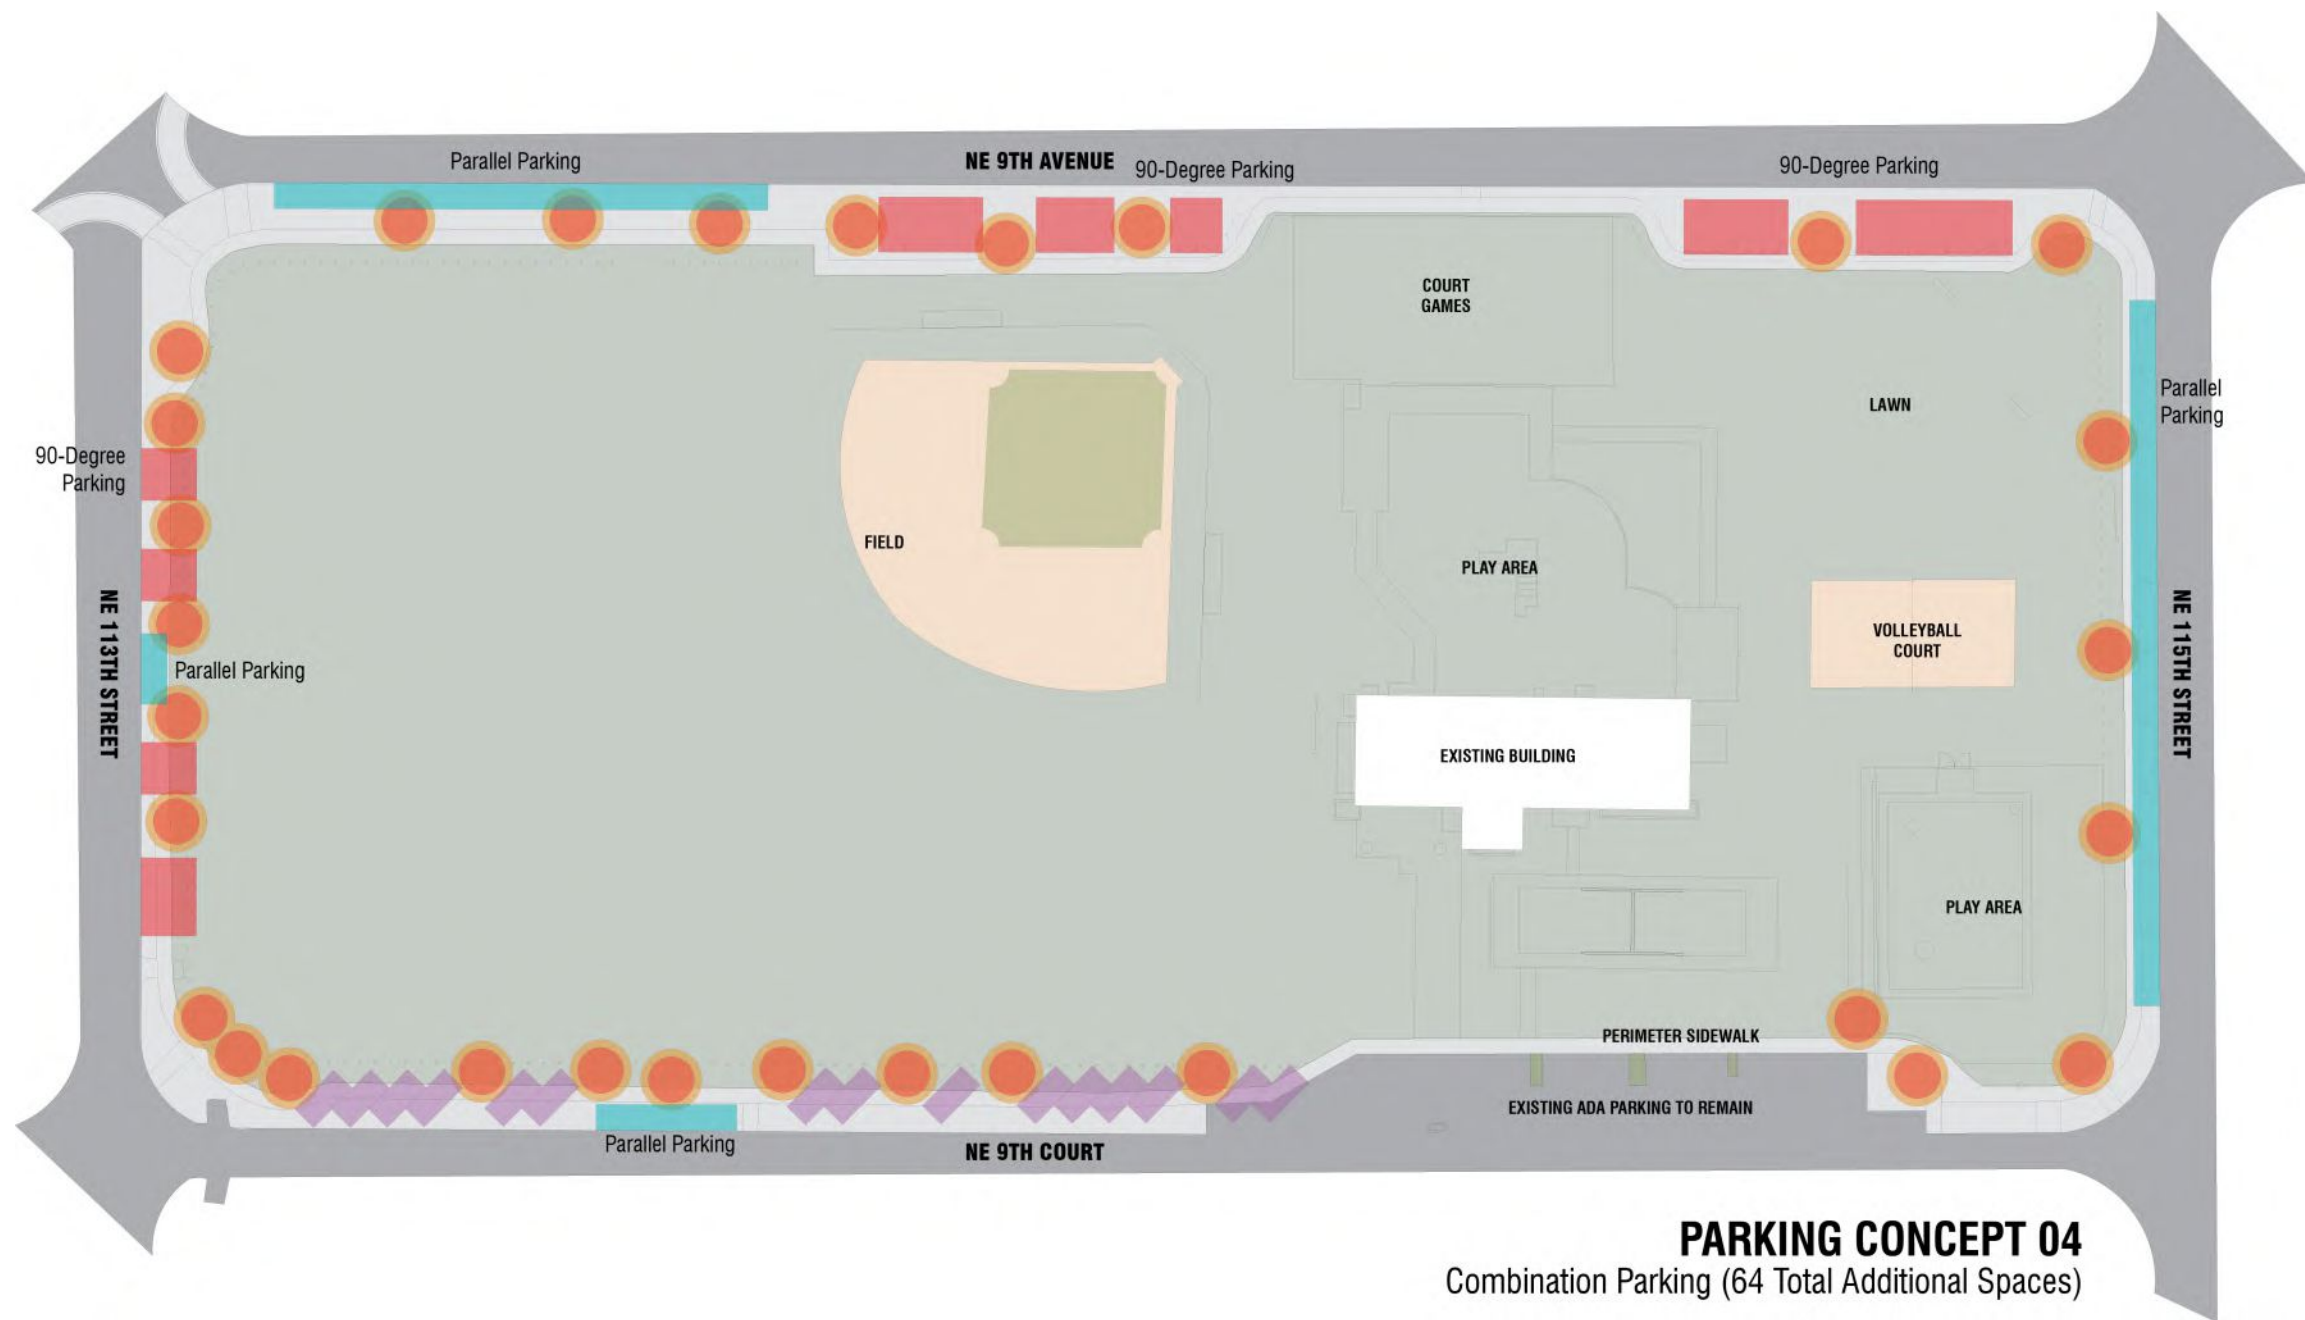 Parallel Parking
NE 9TH AVENUE
90-Degree Parking
90-Degree Parking
COURT
GAMES
LAWN
Parallel
Parking
90-Degree
Parking
FIELD
PLAY AREA
NE 113TH STREET
Parallel Parking
VOLLEYBALL
COURT
NE 115TH STREET
EXISTING BUILDING
PLAY AREA
PERIMETER SIDEWALK
EXISTING ADA PARKING TO REMAIN
Parallel Parking
NE 9TH COURT
PARKING CONCEPT 04
Combination Parking (64 Total Additional Spaces)